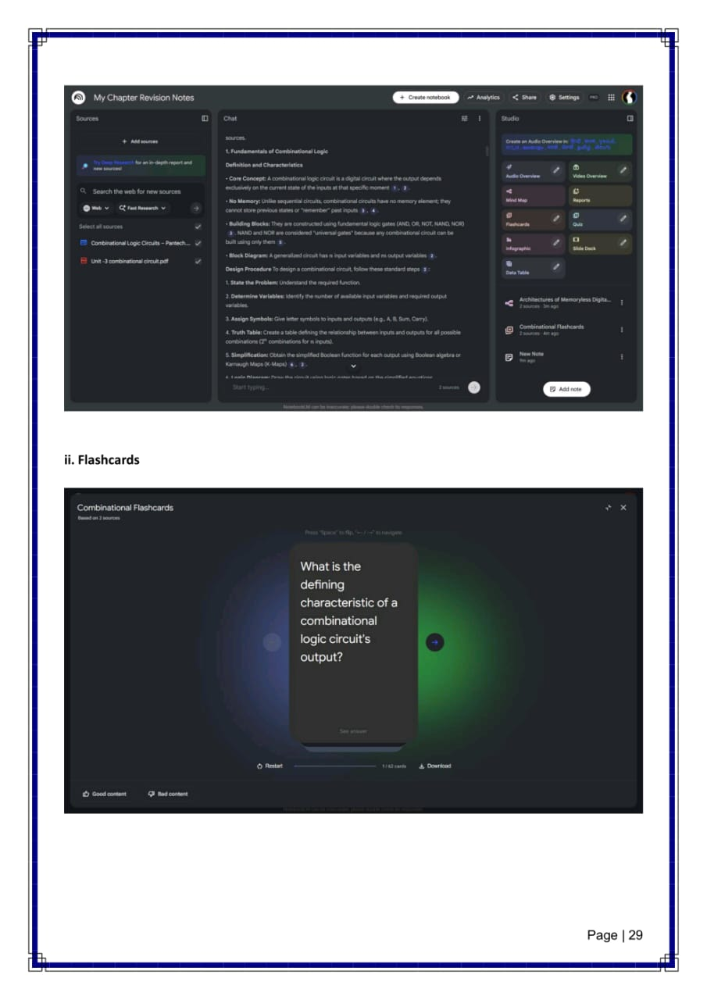 My Chapter Revision Notes
+ Create notebook
Analytics
Share
Settings
PRO
Sources
+ Add sources
Try Deep Research for an in-depth report and
new sources!
Search the web for new sources
Web
Fast Research
Select all sources
Combinational Logic Circuits – Pantech...
Unit -3 combinational circuit.pdf
Chat
sources.
1. Fundamentals of Combinational Logic
Definition and Characteristics
• Core Concept: A combinational logic circuit is a digital circuit where the output depends
exclusively on the current state of the inputs at that specific moment 1 , 2 .
• No Memory: Unlike sequential circuits, combinational circuits have no memory element; they
cannot store previous states or "remember" past inputs 3 , 4 .
• Building Blocks: They are constructed using fundamental logic gates (AND, OR, NOT, NAND, NOR)
3 . NAND and NOR are considered "universal gates" because any combinational circuit can be
built using only them 5 .
• Block Diagram: A generalized circuit has n input variables and m output variables 2 .
Design Procedure To design a combinational circuit, follow these standard steps 2 :
1. State the Problem: Understand the required function.
2. Determine Variables: Identify the number of available input variables and required output
variables.
3. Assign Symbols: Give letter symbols to inputs and outputs (e.g., A, B, Sum, Carry).
4. Truth Table: Create a table defining the relationship between inputs and outputs for all possible
combinations (2ⁿ combinations for n inputs).
5. Simplification: Obtain the simplified Boolean function for each output using Boolean algebra or
Karnaugh Maps (K-Maps) 6 , 2 .
6. Logic Diagram: Draw the circuit using logic gates based on the simplified equations.
Start typing...
2 sources
NotebookLM can be inaccurate; please double check its responses.
Studio
Create an Audio Overview in:
Audio Overview
Video Overview
Mind Map
Reports
Flashcards
Quiz
Infographic
Slide Deck
Data Table
Architectures of Memoryless Digita...
2 sources · 3m ago
Combinational Flashcards
2 sources · 4m ago
New Note
9m ago
Add note
ii. Flashcards
Combinational Flashcards
Based on 2 sources
Press "Space" to flip, "← / →" to navigate
What is the
defining
characteristic of a
combinational
logic circuit's
output?
See answer
Restart
1 / 62 cards
Download
Good content
Bad content
Page | 29